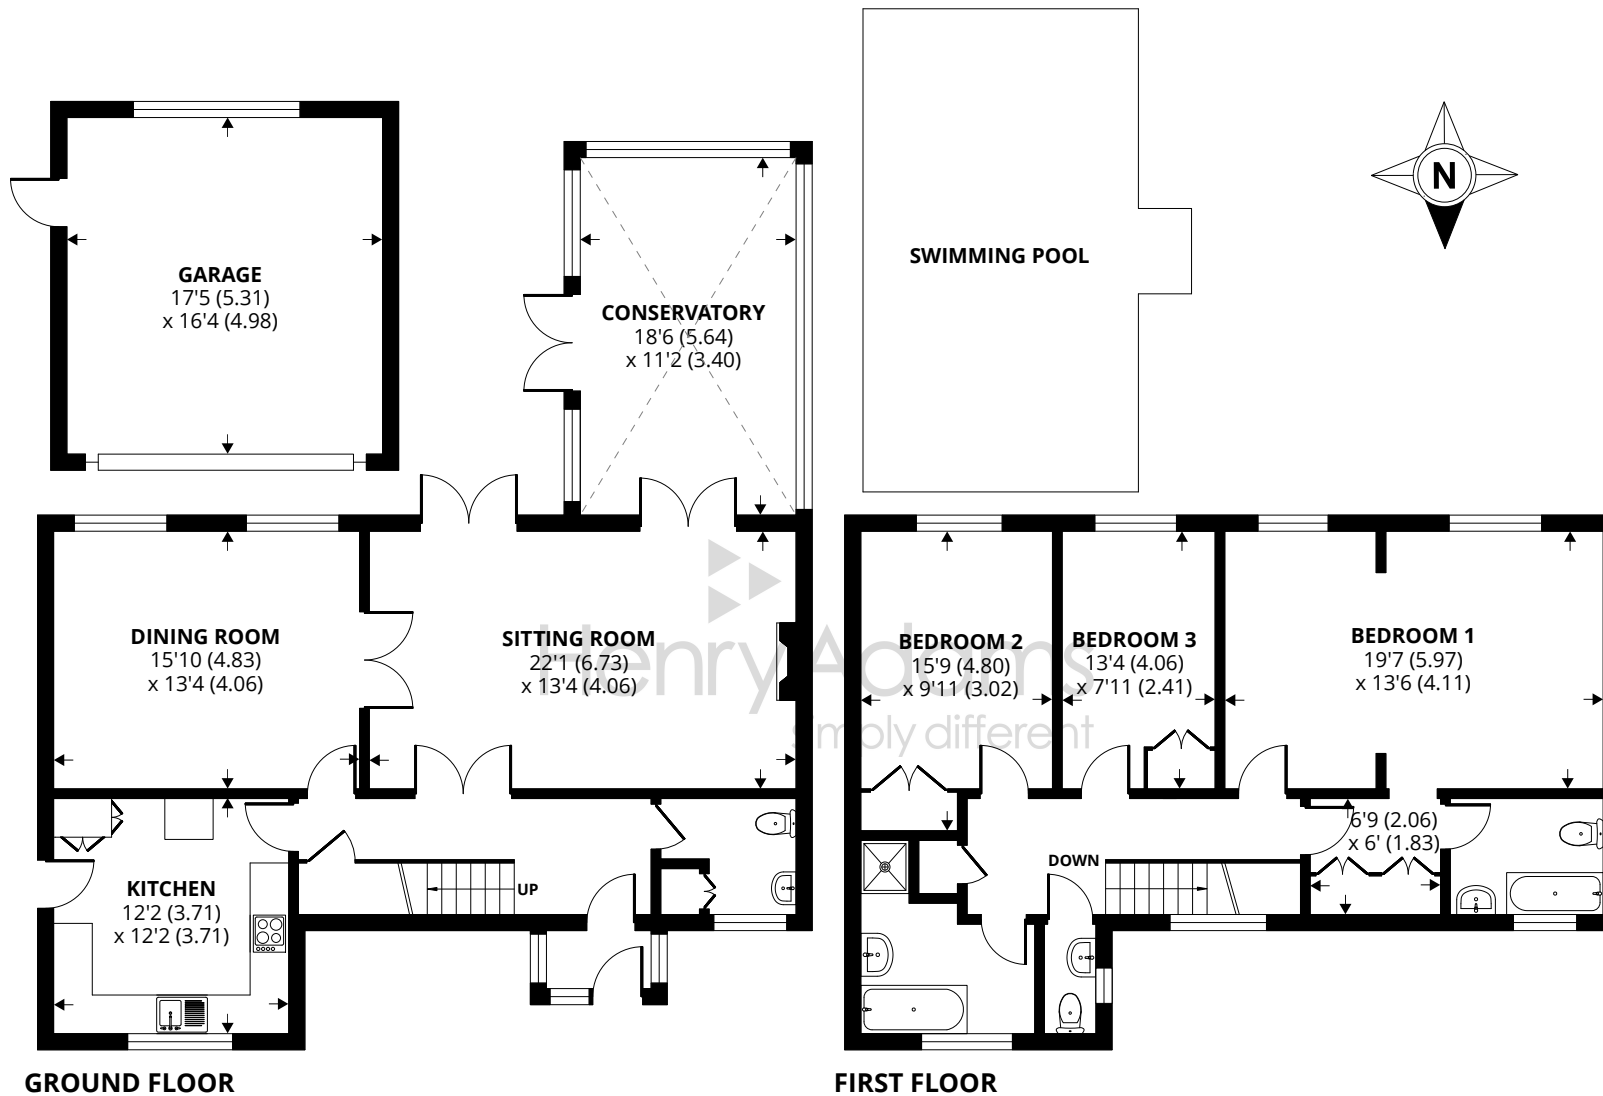 N
GARAGE
17'5 (5.31)
x 16'4 (4.98)
CONSERVATORY
18'6 (5.64)
x 11'2 (3.40)
SWIMMING POOL
DINING ROOM
15'10 (4.83)
x 13'4 (4.06)
SITTING ROOM
22'1 (6.73)
x 13'4 (4.06)
HenryAdams
simply different
KITCHEN
12'2 (3.71)
x 12'2 (3.71)
UP
GROUND FLOOR
BEDROOM 2
15'9 (4.80)
x 9'11 (3.02)
BEDROOM 3
13'4 (4.06)
x 7'11 (2.41)
BEDROOM 1
19'7 (5.97)
x 13'6 (4.11)
6'9 (2.06)
x 6' (1.83)
DOWN
FIRST FLOOR